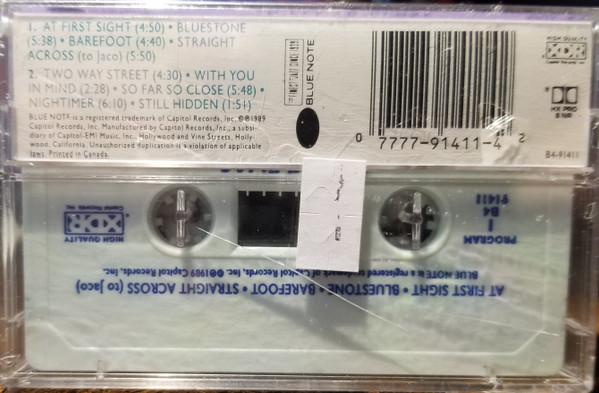 1. AT FIRST SIGHT (4:50) • BLUESTONE
(5:38) • BAREFOOT (4:40) • STRAIGHT
ACROSS (to Jaco) (5:50)
2. TWO WAY STREET (4:30) • WITH YOU
IN MIND (2:28) • SO FAR SO CLOSE (5:48) •
NIGHTIMER (6:10) • STILL HIDDEN (1:51)
BLUE NOTE is a registered trademark of Capitol Records, Inc. ℗©1989
Capitol Records, Inc. Manufactured by Capitol Records, Inc., a subsi-
diary of Capitol-EMI Music, Inc., Hollywood and Vine Streets, Holly-
wood, California. Unauthorized duplication is a violation of applicable
laws. Printed in Canada.
BLUE NOTE
0 7777-91411-4 2
HIGH QUALITY
XDR
HX PRO
B NR
B4-91411
PROGRAM
I
B4
91411
XDR
HIGH QUALITY
BLUE NOTE is a registered
of Capitol Records, Inc. ℗©1989 Capitol Records, Inc.
AT FIRST SIGHT • BLUESTONE • BAREFOOT • STRAIGHT ACROSS (to Jaco)